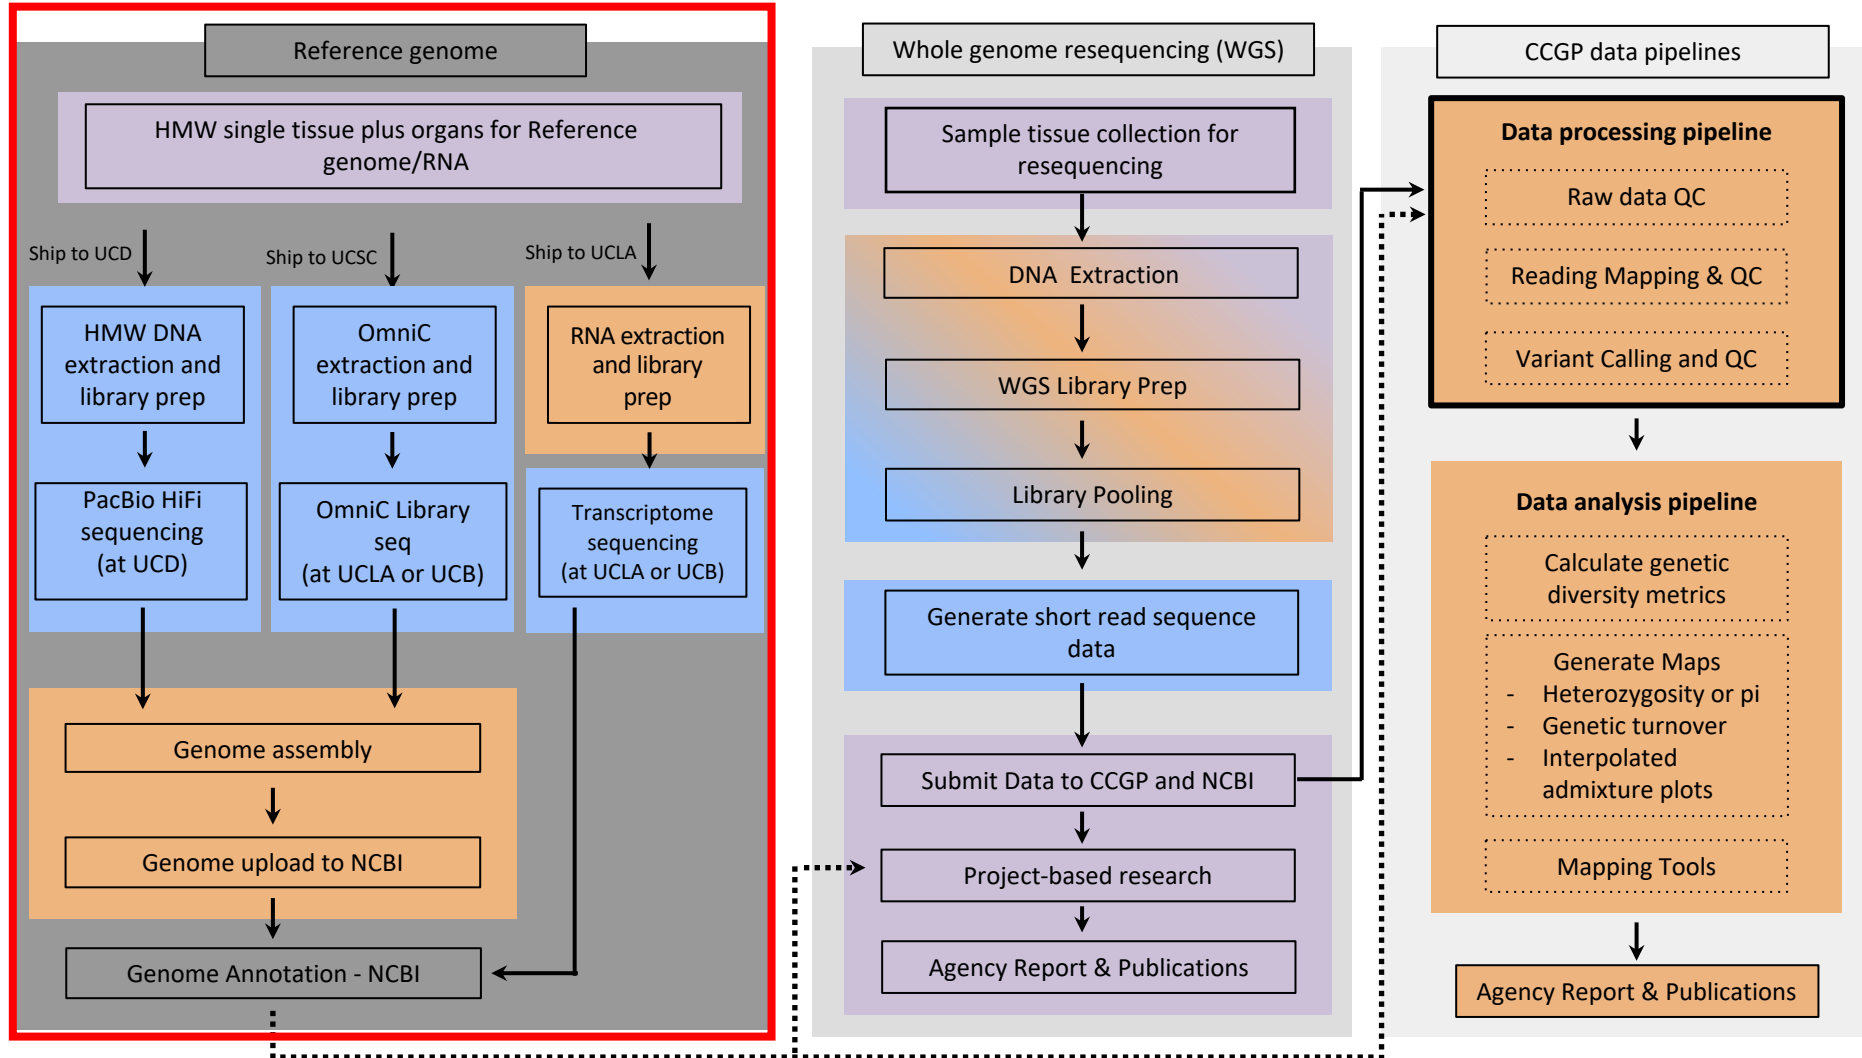 Reference genome
HMW single tissue plus organs for Reference
genome/RNA
Ship to UCD
Ship to UCSC
Ship to UCLA
HMW DNA
extraction and
library prep
OmniC
extraction and
library prep
RNA extraction
and library
prep
PacBio HiFi
sequencing
(at UCD)
OmniC Library
seq
(at UCLA or UCB)
Transcriptome
sequencing
(at UCLA or UCB)
Genome assembly
Genome upload to NCBI
Genome Annotation - NCBI
Whole genome resequencing (WGS)
Sample tissue collection for
resequencing
DNA Extraction
WGS Library Prep
Library Pooling
Generate short read sequence
data
Submit Data to CCGP and NCBI
Project-based research
Agency Report & Publications
CCGP data pipelines
Data processing pipeline
Raw data QC
Reading Mapping & QC
Variant Calling and QC
Data analysis pipeline
Calculate genetic
diversity metrics
Generate Maps
- Heterozygosity or pi
- Genetic turnover
- Interpolated
admixture plots
Mapping Tools
Agency Report & Publications